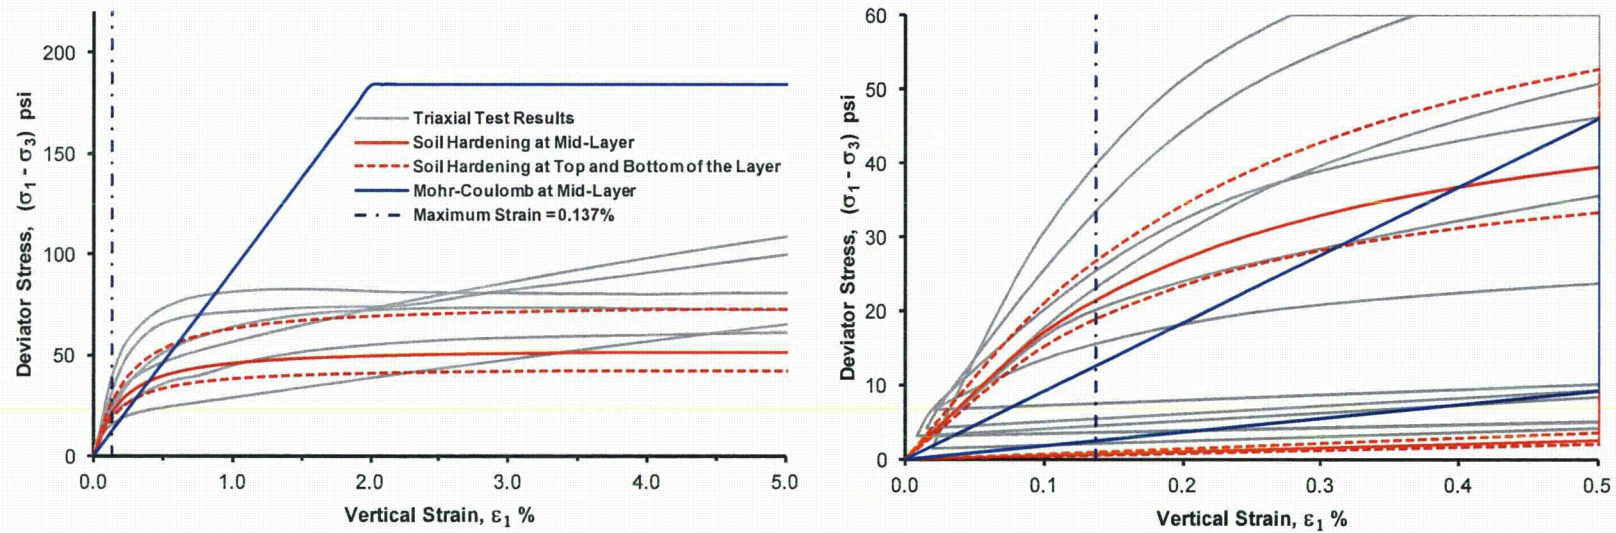 200
150
100
50
0
0.0 1.0 2.0 3.0 4.0 5.0
Deviator Stress, (σ1 - σ3) psi
Vertical Strain, ε1 %
Triaxial Test Results
Soil Hardening at Mid-Layer
Soil Hardening at Top and Bottom of the Layer
Mohr-Coulomb at Mid-Layer
Maximum Strain = 0.137%
60
50
40
30
20
10
0
0.0 0.1 0.2 0.3 0.4 0.5
Deviator Stress, (σ1 - σ3) psi
Vertical Strain, ε1 %